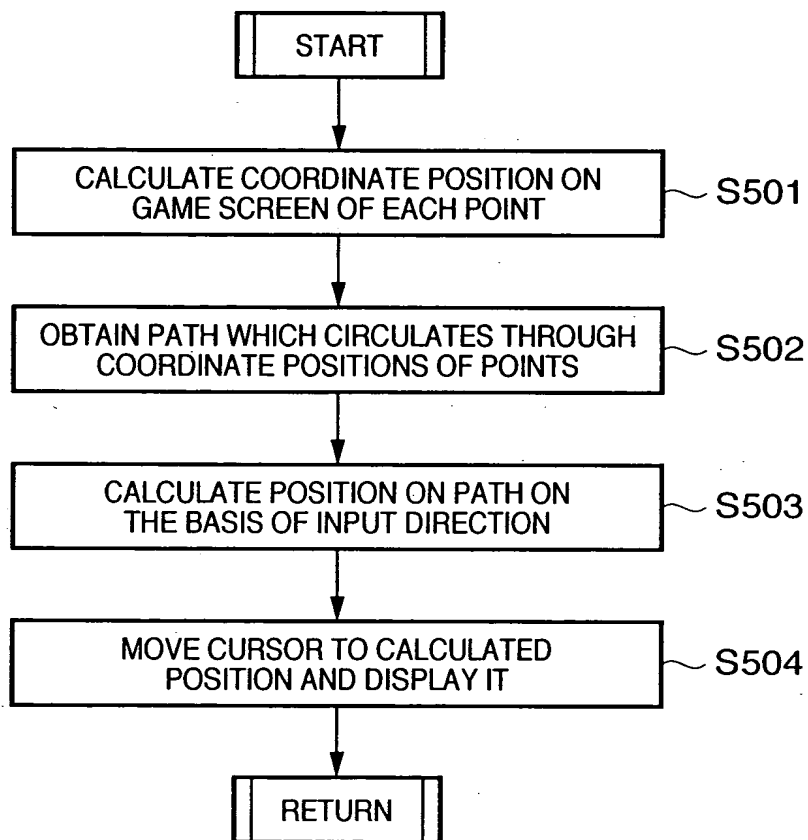 START
CALCULATE COORDINATE POSITION ON
GAME SCREEN OF EACH POINT
S501
OBTAIN PATH WHICH CIRCULATES THROUGH
COORDINATE POSITIONS OF POINTS
S502
CALCULATE POSITION ON PATH ON
THE BASIS OF INPUT DIRECTION
S503
MOVE CURSOR TO CALCULATED
POSITION AND DISPLAY IT
S504
RETURN